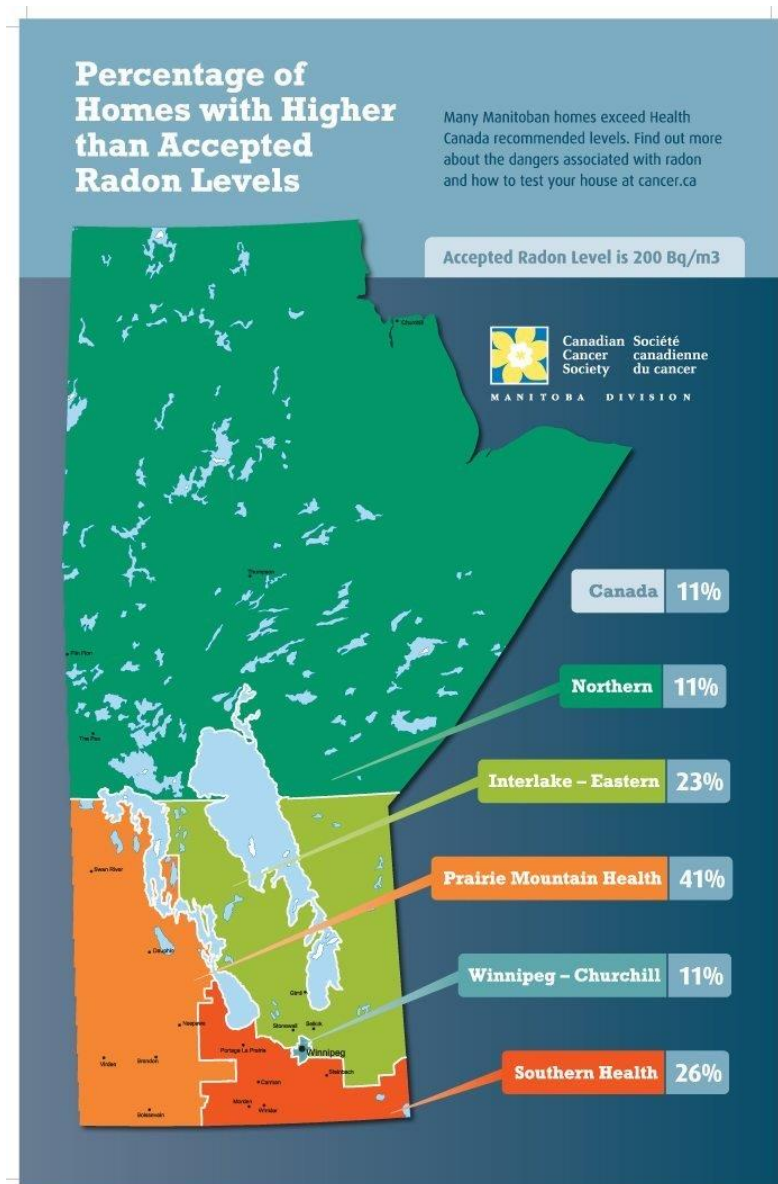 Percentage of
Homes with Higher
than Accepted
Radon Levels
Many Manitoban homes exceed Health
Canada recommended levels. Find out more
about the dangers associated with radon
and how to test your house at cancer.ca
Accepted Radon Level is 200 Bq/m3
Churchill
Canadian Société
Cancer canadienne
Society du cancer
MANITOBA DIVISION
Thompson
Canada 11%
Flin Flon
Northern 11%
The Pas
Interlake – Eastern 23%
Swan River
Prairie Mountain Health 41%
Dauphin
Winnipeg – Churchill 11%
Gimli
Neepawa
Stonewall
Selkirk
Portage La Prairie
Winnipeg
Virden
Brandon
Steinbach
Southern Health 26%
Carman
Morden
Winkler
Boissevain